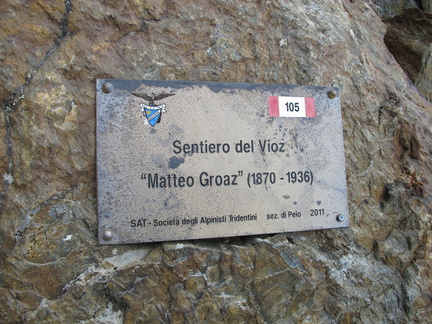 105
Sentiero del Vioz
"Matteo Groaz" (1870 - 1936)
SAT - Società degli Alpinisti Tridentini sez. di Peio 2011